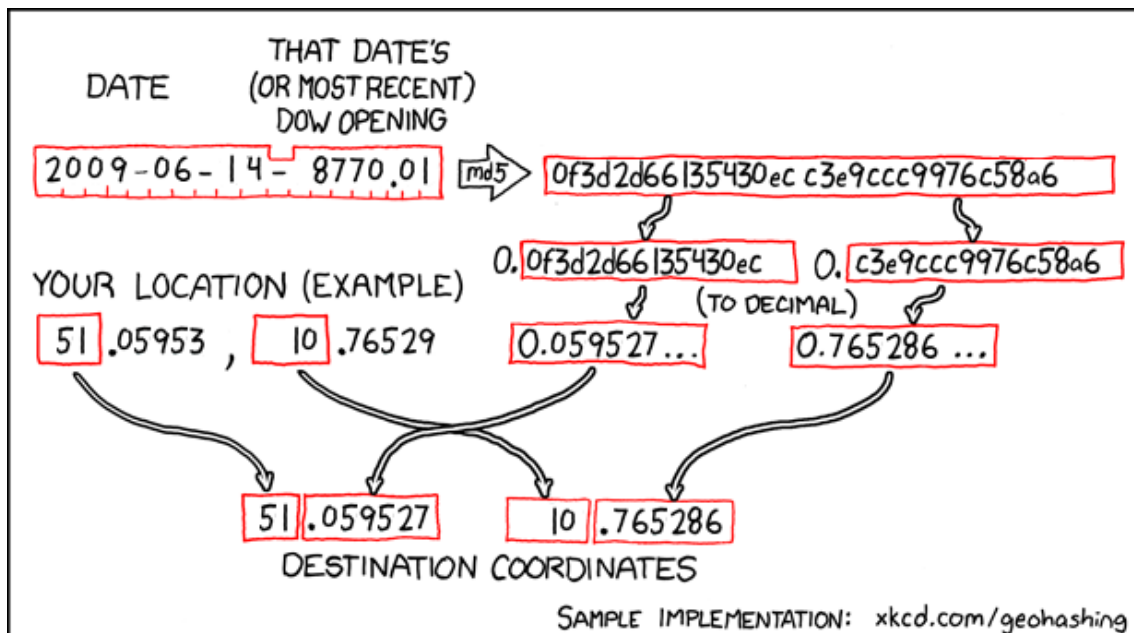 THAT DATE'S
DATE (OR MOST RECENT)
DOW OPENING
2009-06-14- 8770.01 md5 0f3d2d66135430ec c3e9ccc9976c58a6
0.0f3d2d66135430ec 0.c3e9ccc9976c58a6
YOUR LOCATION (EXAMPLE) (TO DECIMAL)
51.05953, 10.76529 0.059527... 0.765286...
51.059527 10.765286
DESTINATION COORDINATES
SAMPLE IMPLEMENTATION: xkcd.com/geohashing